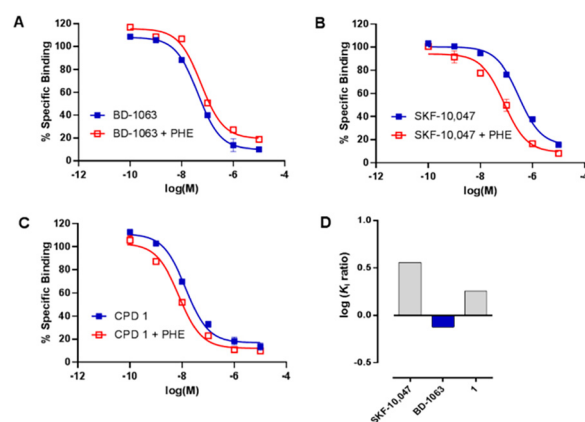 A
120
100
80
60
40
20
0
% Specific Binding
BD-1063
BD-1063 + PHE
-12
-10
-8
-6
-4
log(M)
B
120
100
80
60
40
20
0
% Specific Binding
SKF-10,047
SKF-10,047 + PHE
-12
-10
-8
-6
-4
log(M)
C
120
100
80
60
40
20
0
% Specific Binding
CPD 1
CPD 1 + PHE
-12
-10
-8
-6
-4
log(M)
D
1.0
0.5
0.0
-0.5
log (Ki ratio)
SKF-10,047
BD-1063
1